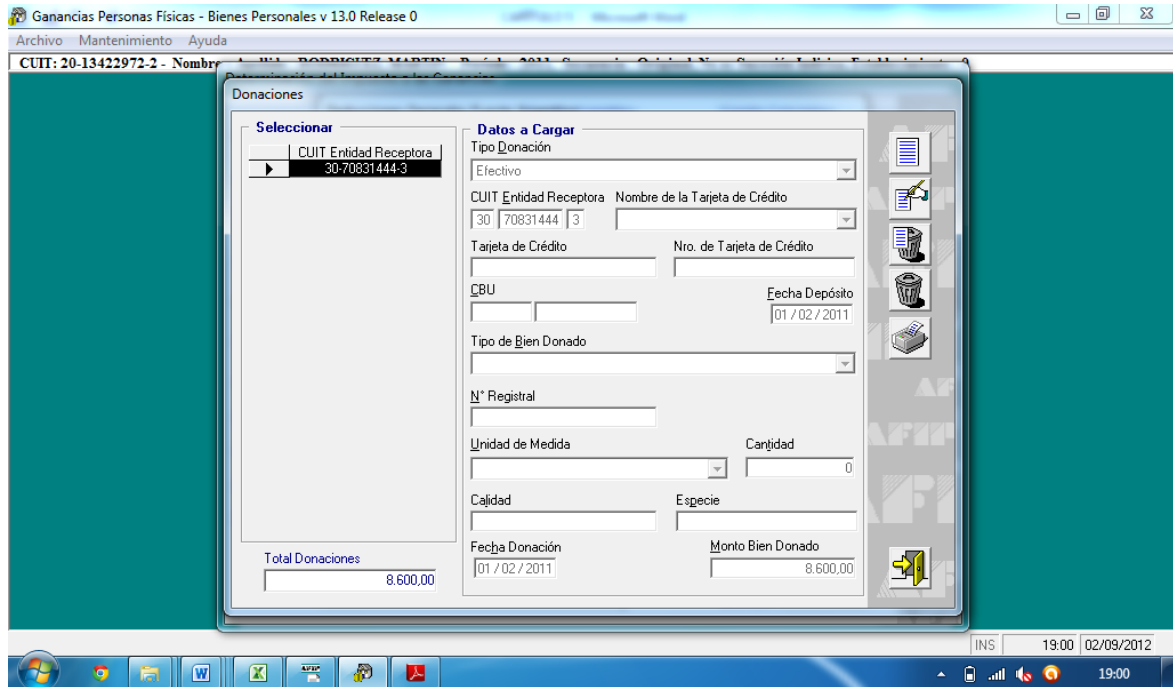 Ganancias Personas Físicas - Bienes Personales v 13.0 Release 0
Archivo Mantenimiento Ayuda
CUIT: 20-13422972-2 - Nombre
Donaciones
Seleccionar
CUIT Entidad Receptora
30-70831444-3
Total Donaciones
8.600,00
Datos a Cargar
Tipo Donación
Efectivo
CUIT Entidad Receptora Nombre de la Tarjeta de Crédito
30 70831444 3
Tarjeta de Crédito Nro. de Tarjeta de Crédito
CBU Fecha Depósito
01 / 02 / 2011
Tipo de Bien Donado
N° Registral
Unidad de Medida Cantidad
0
Calidad Especie
Fecha Donación Monto Bien Donado
01 / 02 / 2011 8.600,00
INS 19:00 02/09/2012
AFIP
19:00